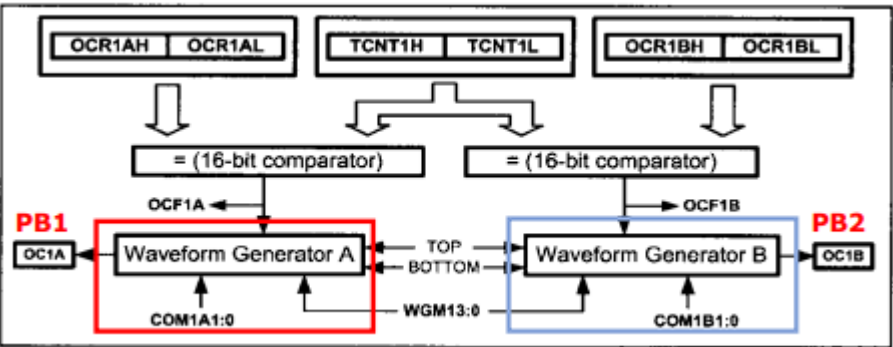 OCR1AH OCR1AL TCNT1H TCNT1L OCR1BH OCR1BL
= (16-bit comparator) = (16-bit comparator)
OCF1A OCF1B
PB1 PB2
OC1A Waveform Generator A TOP Waveform Generator B OC1B
BOTTOM
COM1A1:0 WGM13:0 COM1B1:0